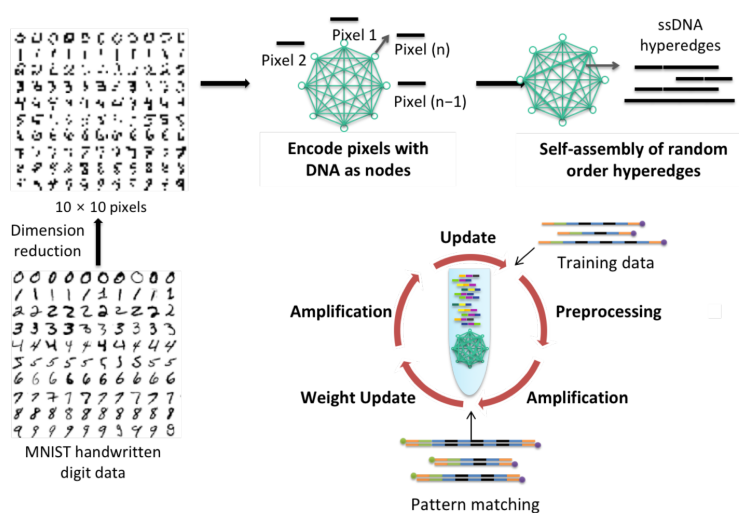 Pixel 1
Pixel 2
Pixel (n)
Pixel (n−1)
ssDNA
hyperedges
Encode pixels with
DNA as nodes
Self-assembly of random
order hyperedges
10 × 10 pixels
Dimension
reduction
MNIST handwritten
digit data
Update
Training data
Amplification
Preprocessing
Weight Update
Amplification
Pattern matching